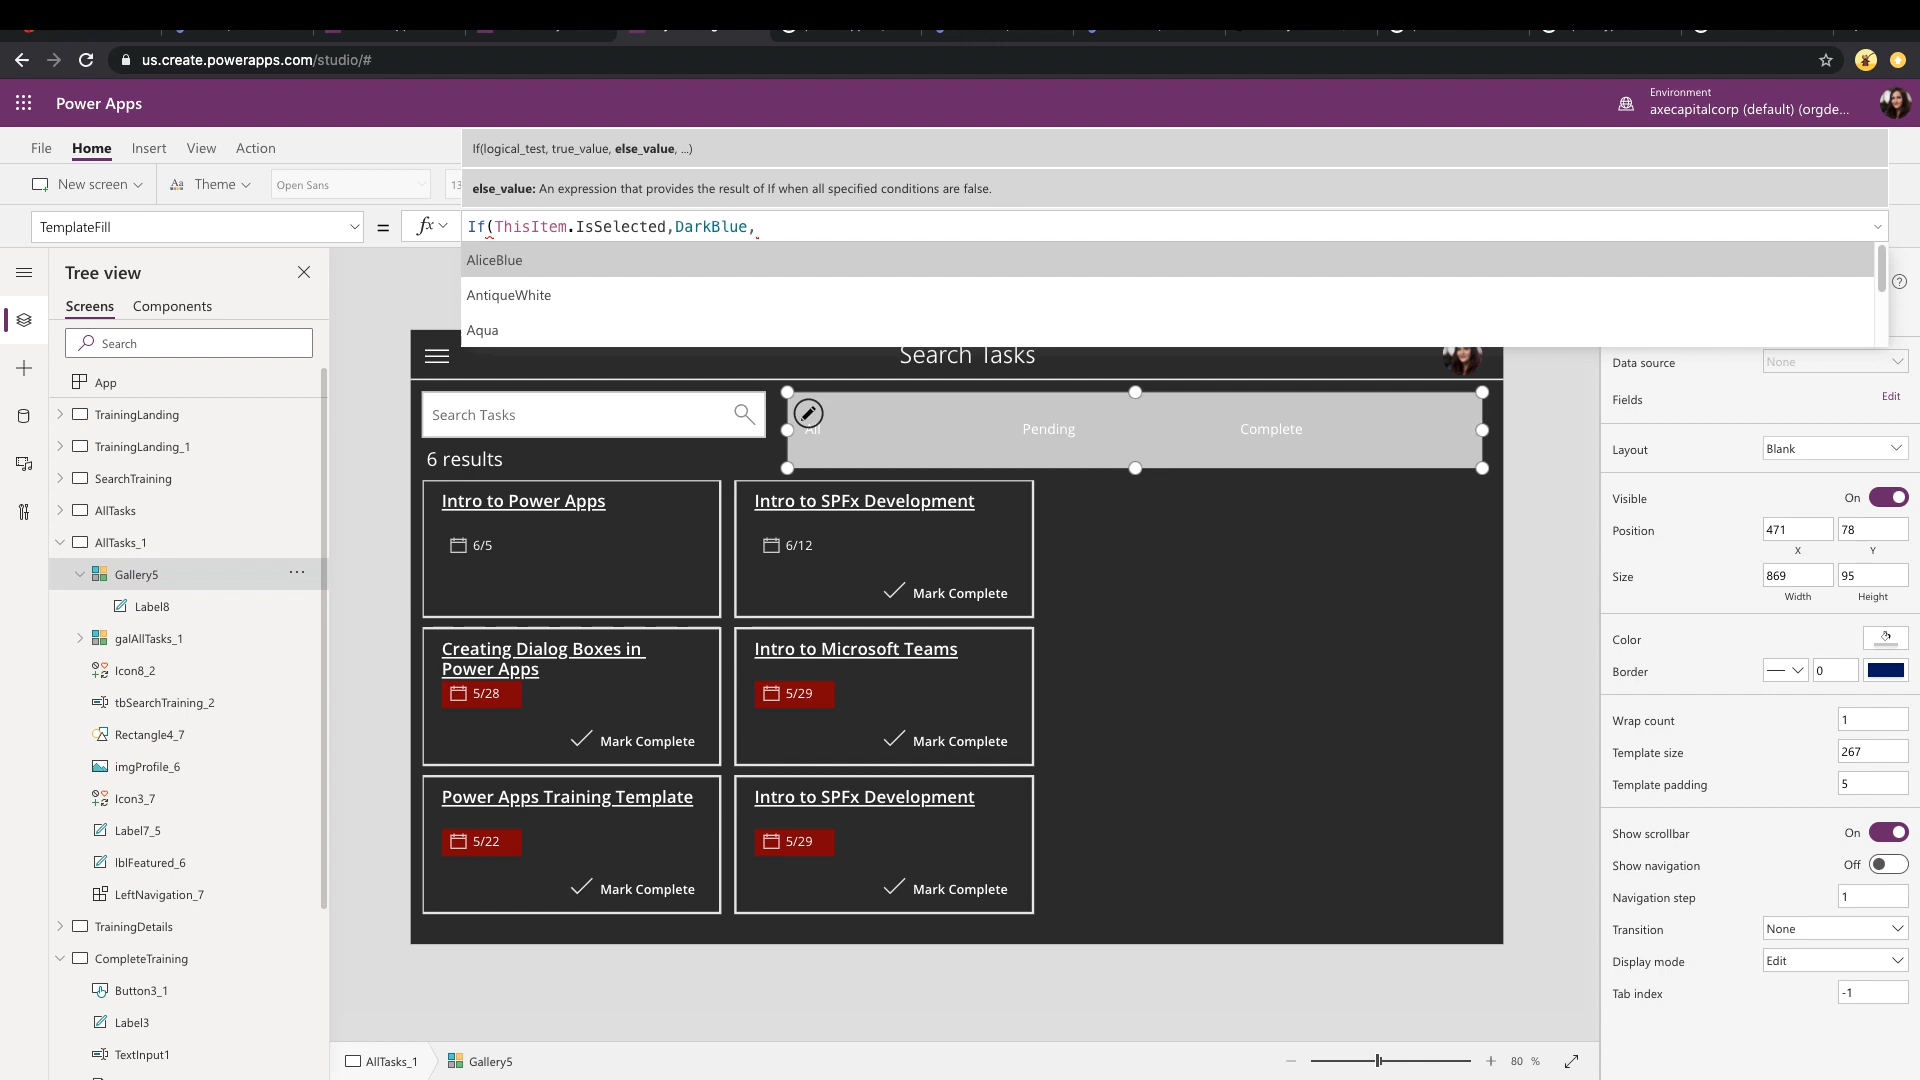 us.create.powerapps.com/studio/#
Power Apps
Environment
axecapitalcorp (default) (orgde...
File Home Insert View Action
If(logical_test, true_value, else_value, ...)
New screen Theme Open Sans 13
else_value: An expression that provides the result of If when all specified conditions are false.
TemplateFill = fx If(ThisItem.IsSelected,DarkBlue,
AliceBlue
AntiqueWhite
Aqua
Tree view
Screens Components
Search
App
TrainingLanding
TrainingLanding_1
SearchTraining
AllTasks
AllTasks_1
Gallery5 ...
Label8
galAllTasks_1
Icon8_2
tbSearchTraining_2
Rectangle4_7
imgProfile_6
Icon3_7
Label7_5
lblFeatured_6
LeftNavigation_7
TrainingDetails
CompleteTraining
Button3_1
Label3
TextInput1
Search Tasks
Search Tasks
All Pending Complete
6 results
Intro to Power Apps
6/5
Intro to SPFx Development
6/12
Mark Complete
Creating Dialog Boxes in
Power Apps
5/28
Mark Complete
Intro to Microsoft Teams
5/29
Mark Complete
Power Apps Training Template
5/22
Mark Complete
Intro to SPFx Development
5/29
Mark Complete
Data source None
Fields Edit
Layout Blank
Visible On
Position 471 78
X Y
Size 869 95
Width Height
Color
Border 0
Wrap count 1
Template size 267
Template padding 5
Show scrollbar On
Show navigation Off
Navigation step 1
Transition None
Display mode Edit
Tab index -1
AllTasks_1 Gallery5
80 %